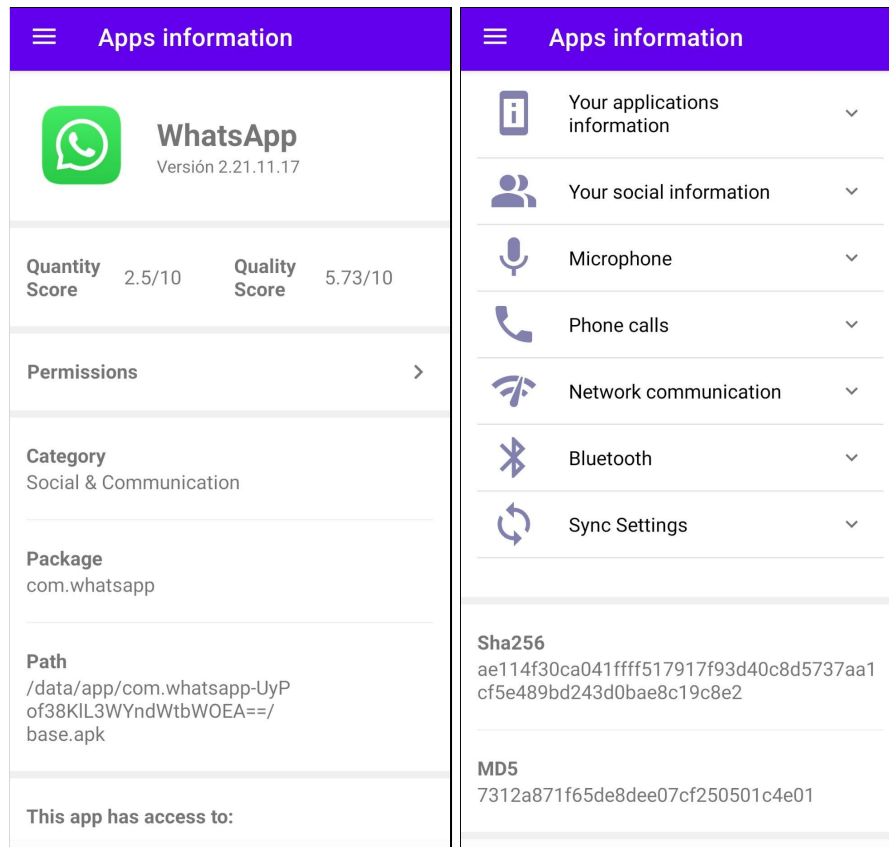 Apps information
WhatsApp
Versión 2.21.11.17
Quantity Score 2.5/10 Quality Score 5.73/10
Permissions
Category
Social & Communication
Package
com.whatsapp
Path
/data/app/com.whatsapp-UyP
of38KlL3WYndWtbWOEA==/
base.apk
This app has access to:
Apps information
Your applications
information
Your social information
Microphone
Phone calls
Network communication
Bluetooth
Sync Settings
Sha256
ae114f30ca041ffff517917f93d40c8d5737aa1
cf5e489bd243d0bae8c19c8e2
MD5
7312a871f65de8dee07cf250501c4e01